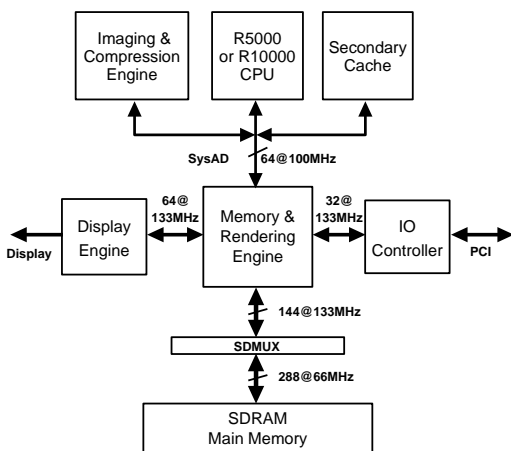 Imaging &
Compression
Engine
R5000
or R10000
CPU
Secondary
Cache
SysAD
64@100MHz
64@
133MHz
32@
133MHz
Display
Engine
Memory &
Rendering
Engine
IO
Controller
Display
PCI
144@133MHz
SDMUX
288@66MHz
SDRAM
Main Memory